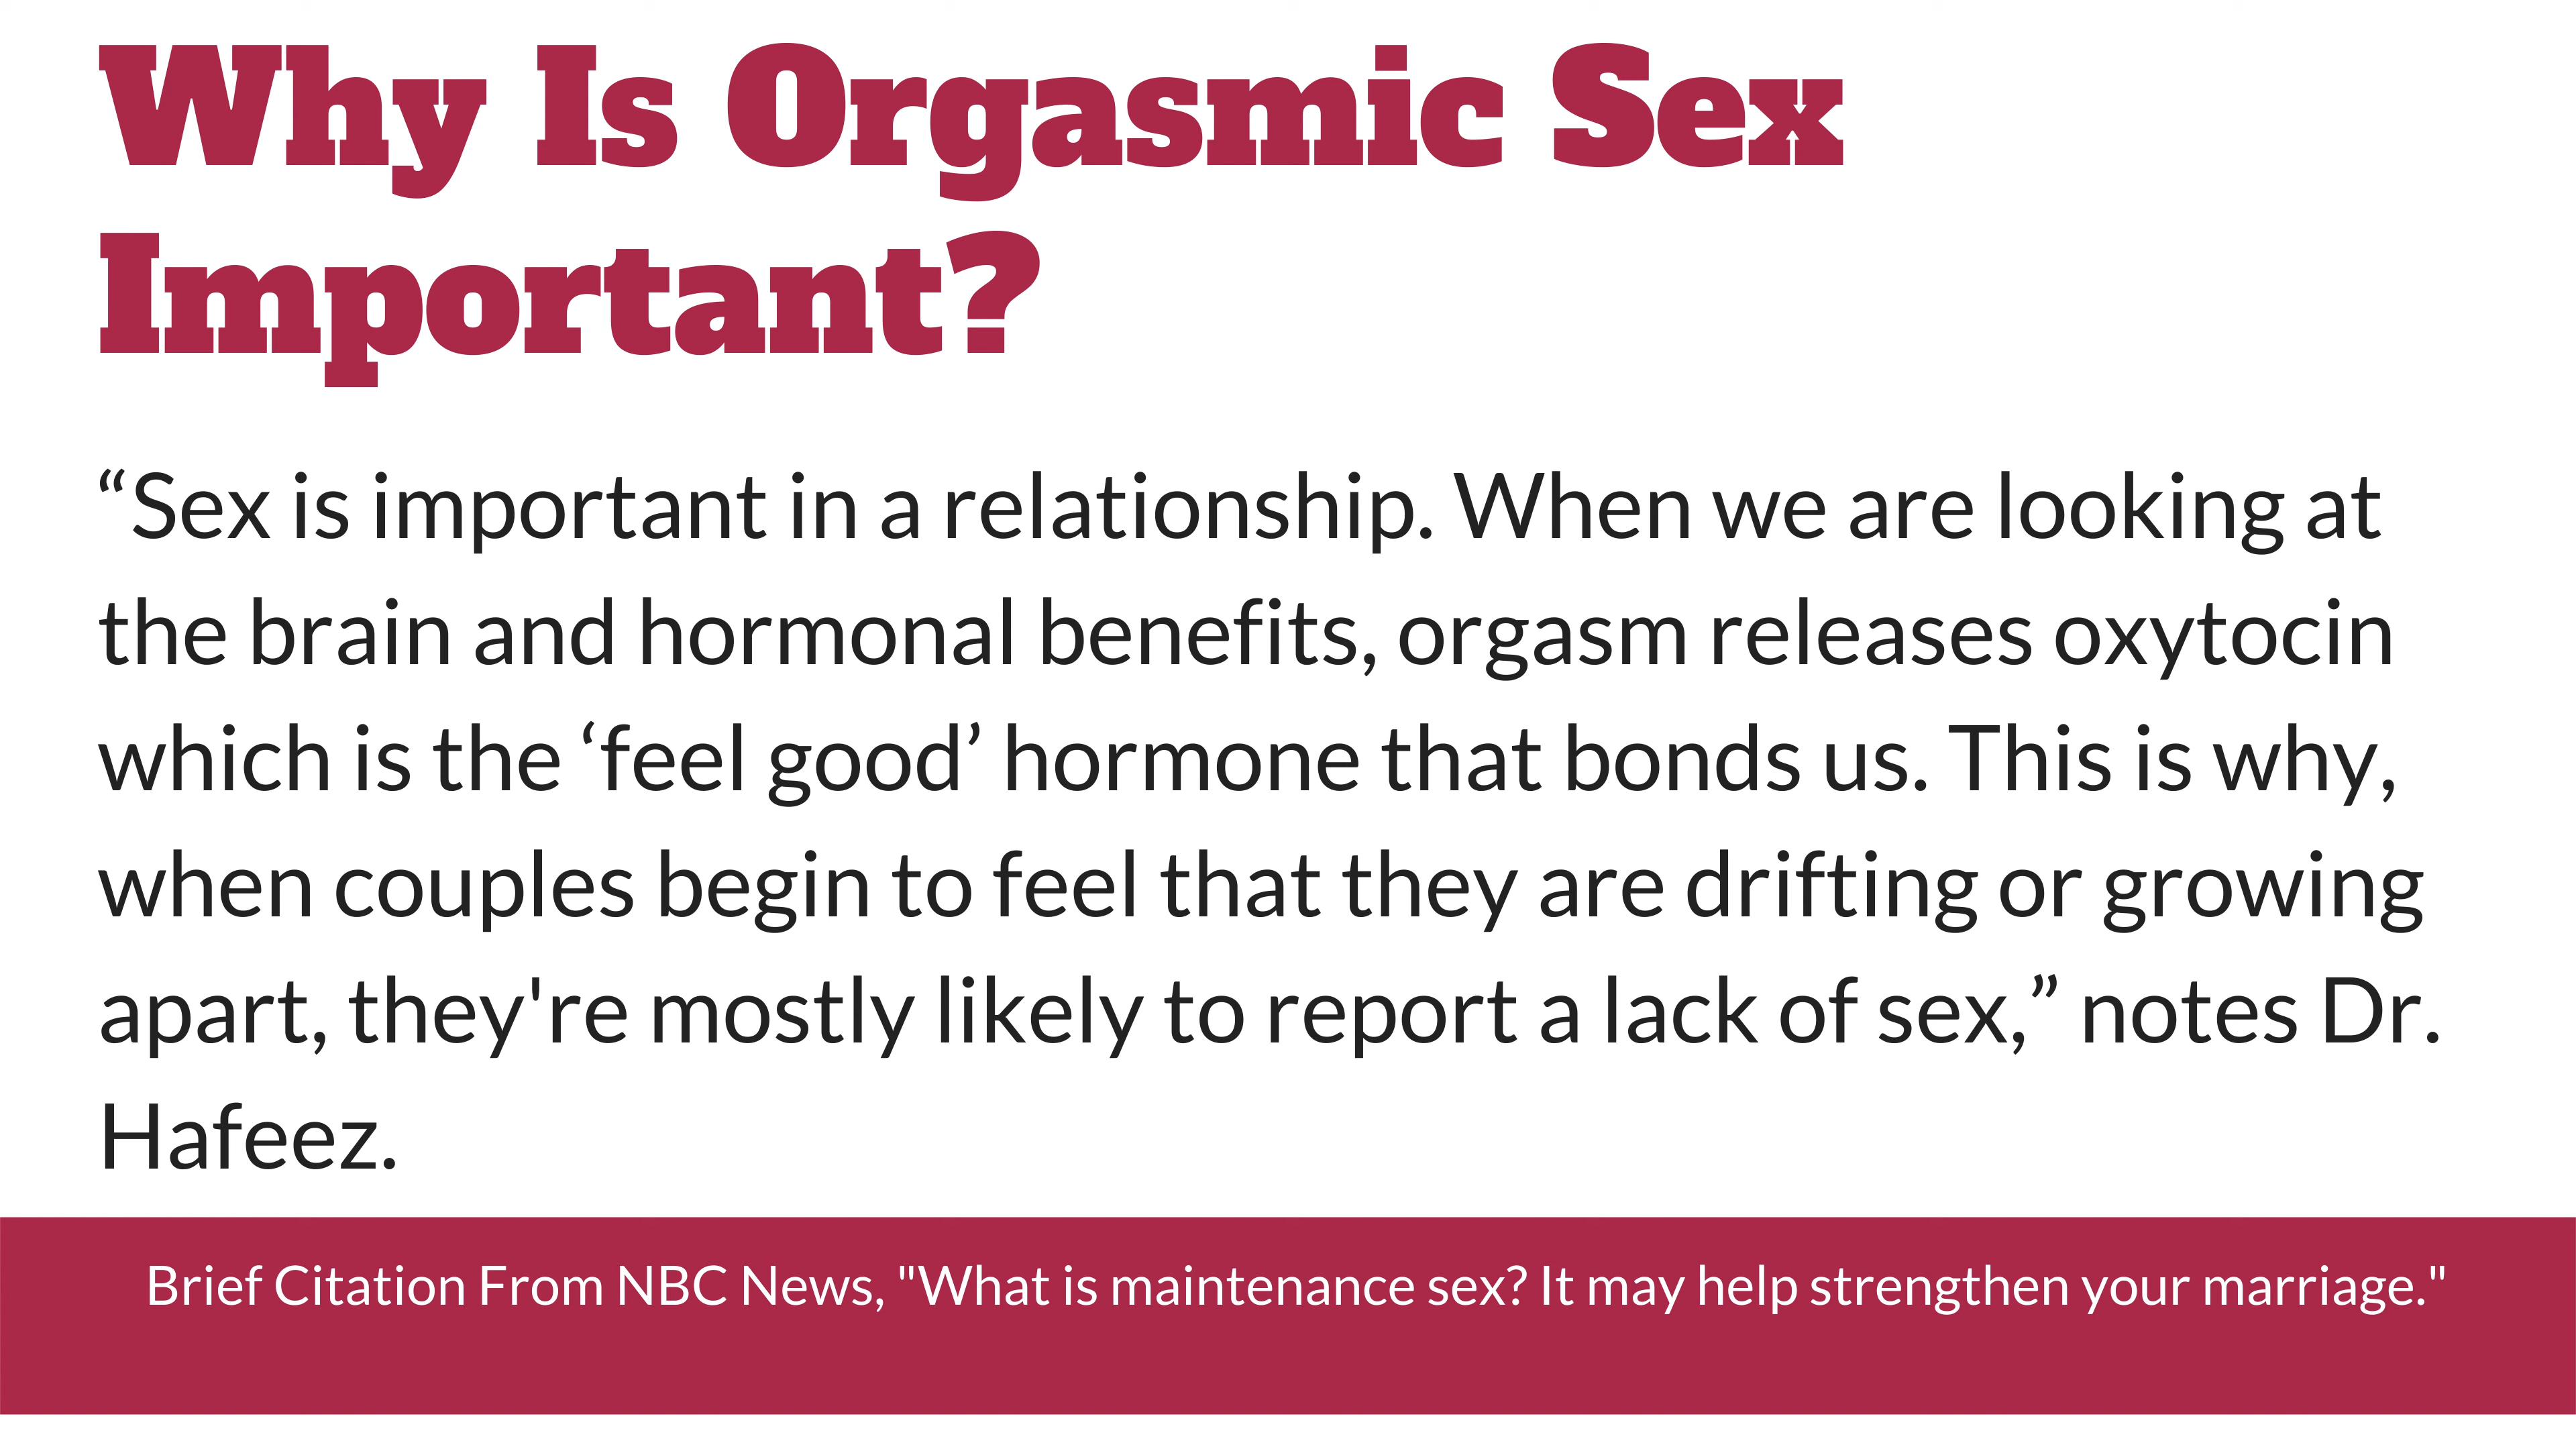 Why Is Orgasmic Sex
Important?
“Sex is important in a relationship. When we are looking at
the brain and hormonal benefits, orgasm releases oxytocin
which is the ‘feel good’ hormone that bonds us. This is why,
when couples begin to feel that they are drifting or growing
apart, they're mostly likely to report a lack of sex,” notes Dr.
Hafeez.
Brief Citation From NBC News, "What is maintenance sex? It may help strengthen your marriage."